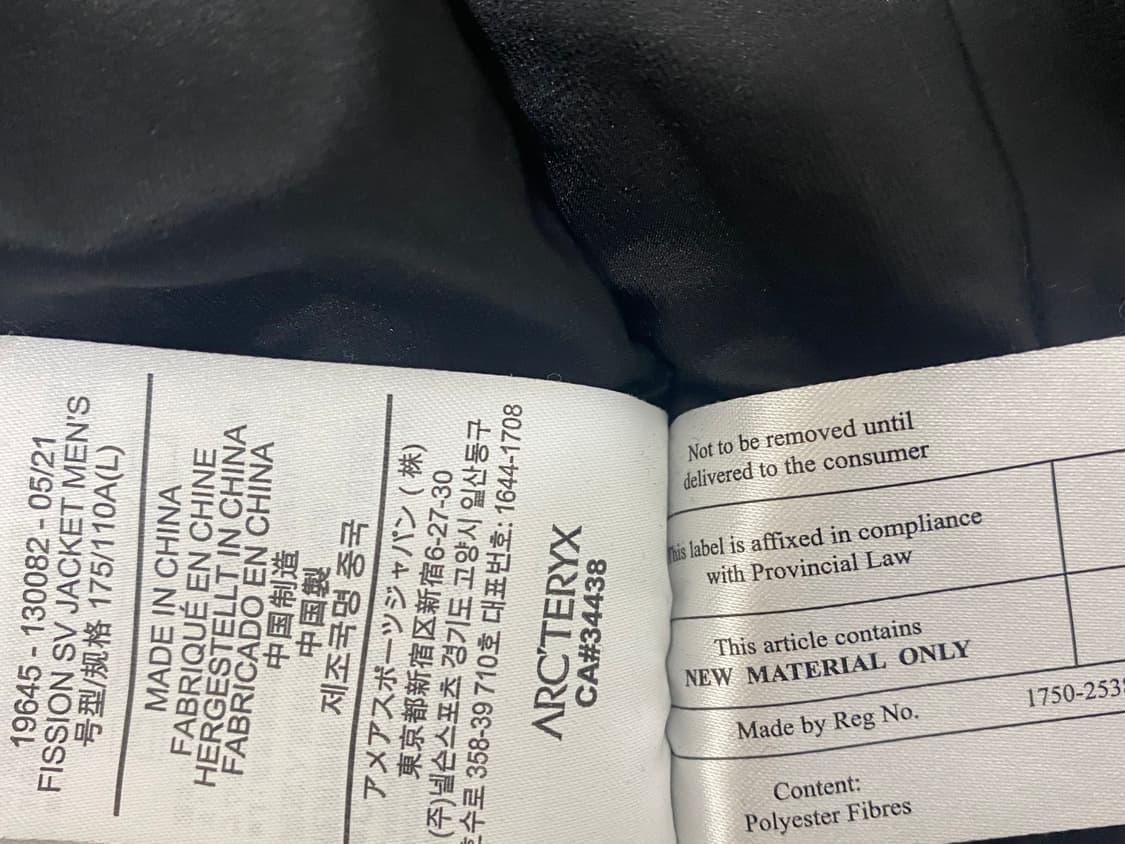 19645 - 130082 - 05/21
FISSION SV JACKET MEN'S
号型/规格 175/110A(L)
MADE IN CHINA
FABRIQUÉ EN CHINE
HERGESTELLT IN CHINA
FABRICADO EN CHINA
中国制造
中国製
제조국명 중국
アメアスポーツジャパン ( 株)
東京都新宿区新宿6-27-30
(주)넬슨스포츠 경기도 고양시 일산동구
수로 358-39 710호 대표번호: 1644-1708
ARC'TERYX
CA#34438
Not to be removed until
delivered to the consumer
This label is affixed in compliance
with Provincial Law
This article contains
NEW MATERIAL ONLY
Made by Reg No.
1750-253
Content:
Polyester Fibres